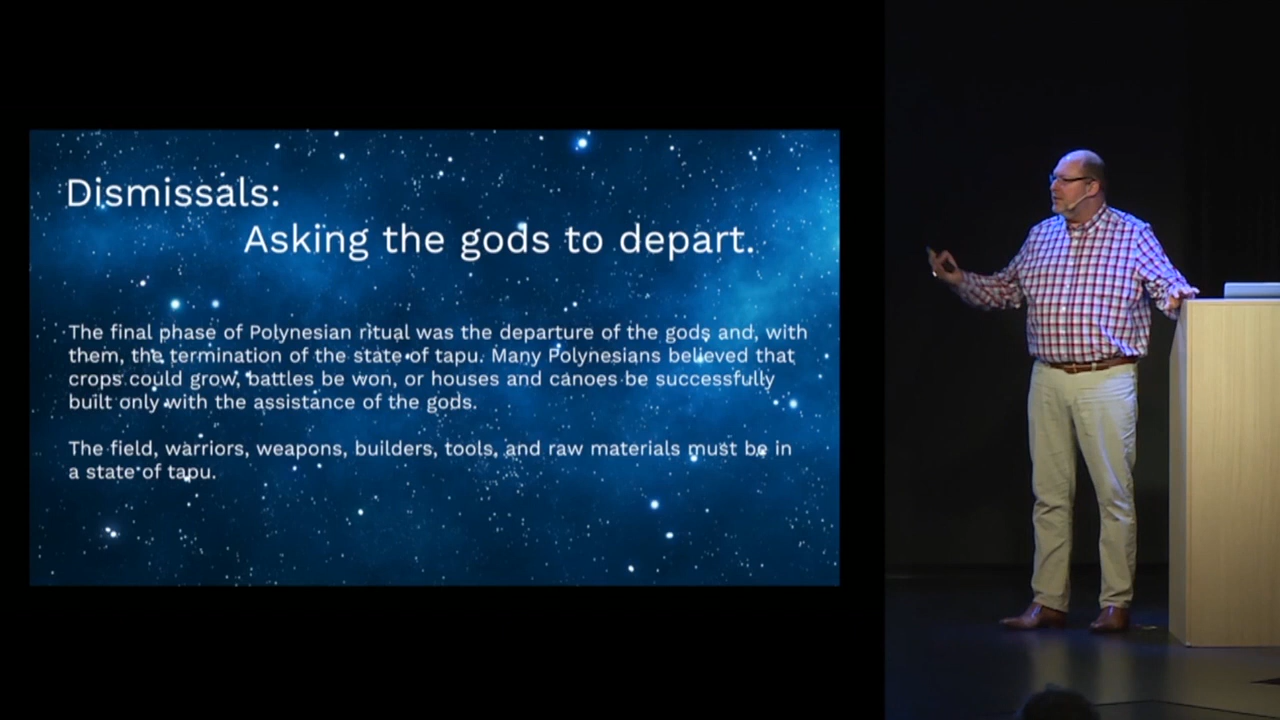 Dismissals:
Asking the gods to depart.
The final phase of Polynesian ritual was the departure of the gods and, with
them, the termination of the state of tapu. Many Polynesians believed that
crops could grow, battles be won, or houses and canoes be successfully
built only with the assistance of the gods.
The field, warriors, weapons, builders, tools, and raw materials must be in
a state of tapu.